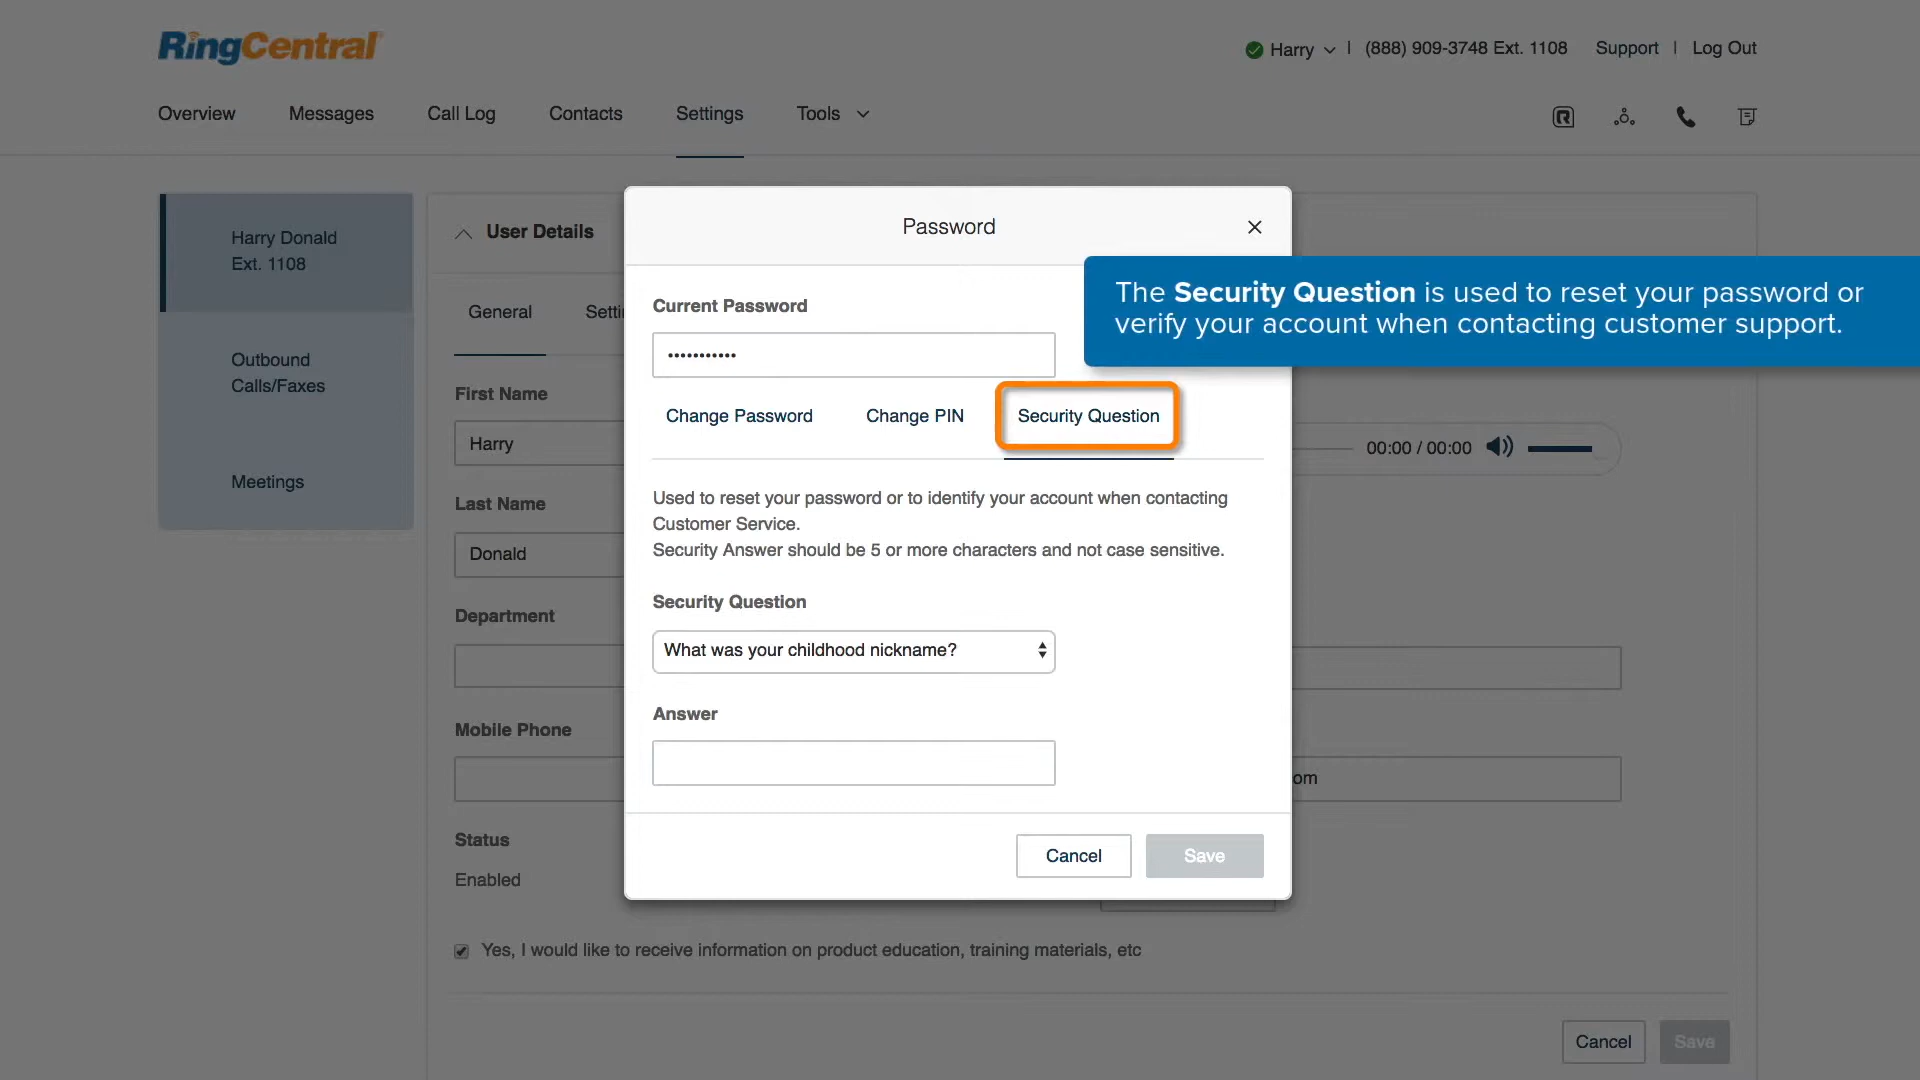 RingCentral
Harry
(888) 909-3748 Ext. 1108
Support | Log Out
Overview
Messages
Call Log
Contacts
Settings
Tools
Harry Donald
Ext. 1108
Outbound
Calls/Faxes
Meetings
User Details
General
Setti
First Name
Harry
Last Name
Donald
Department
Mobile Phone
Status
Enabled
Yes, I would like to receive information on product education, training materials, etc
Password
The Security Question is used to reset your password or
verify your account when contacting customer support.
Current Password
•••••••••••
Change Password
Change PIN
Security Question
00:00 / 00:00
Used to reset your password or to identify your account when contacting
Customer Service.
Security Answer should be 5 or more characters and not case sensitive.
Security Question
What was your childhood nickname?
Answer
om
Cancel
Save
Cancel
Save